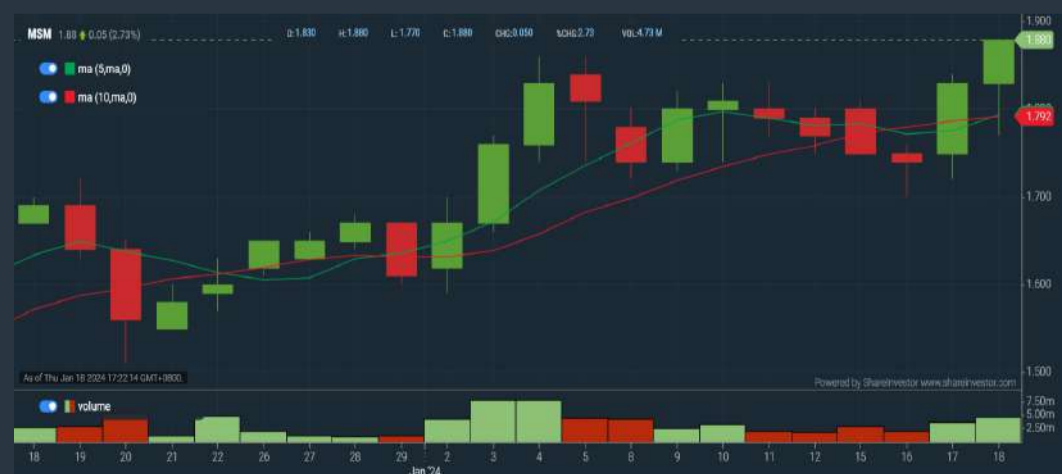 MSM 1.88 0.05 (2.73%) O:1.830 H:1.880 L:1.770 C:1.880 CHG:0.050 %CHG:2.73 VOL:4.73 M
ma (5,ma,0)
ma (10,ma,0)
1.900
1.880
1.800
1.792
1.700
1.600
1.500
As of Thu Jan 18 2024 17:22:14 GMT+0800,
Powered by ShareInvestor www.shareinvestor.com
volume
7.50m
5.00m
2.50m
18 19 20 21 22 26 27 28 29 2 3 4 5 8 9 10 11 12 15 16 17 18
Jan '24